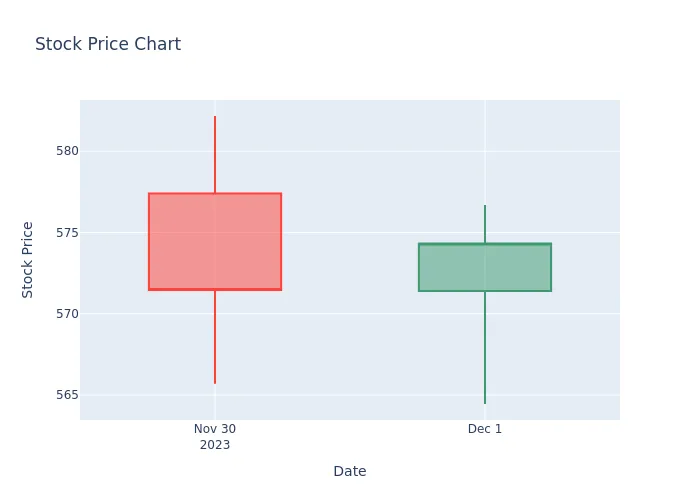 Stock Price Chart
580
575
570
565
Stock Price
Nov 30
2023
Dec 1
Date